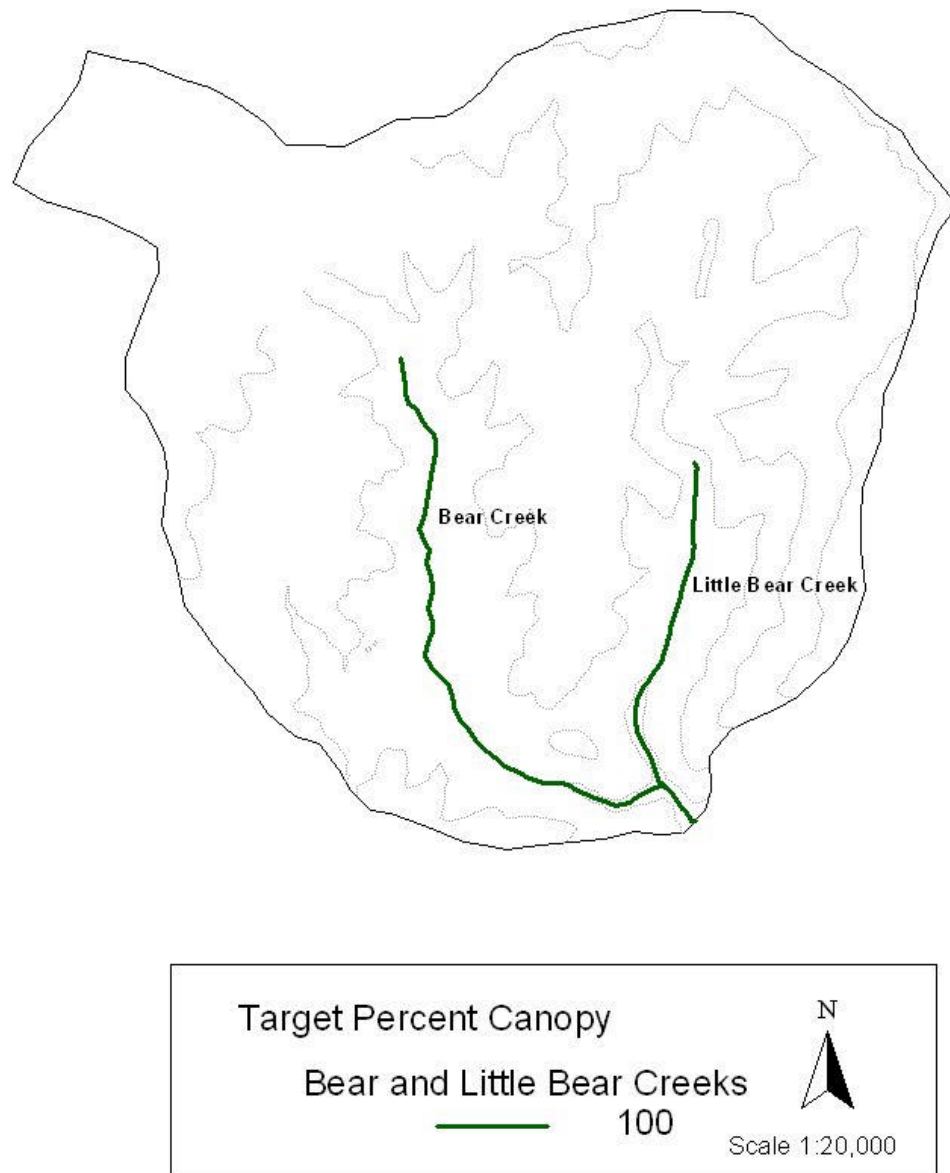 Bear Creek
Little Bear Creek
Target Percent Canopy
N
Bear and Little Bear Creeks
100
Scale 1:20,000